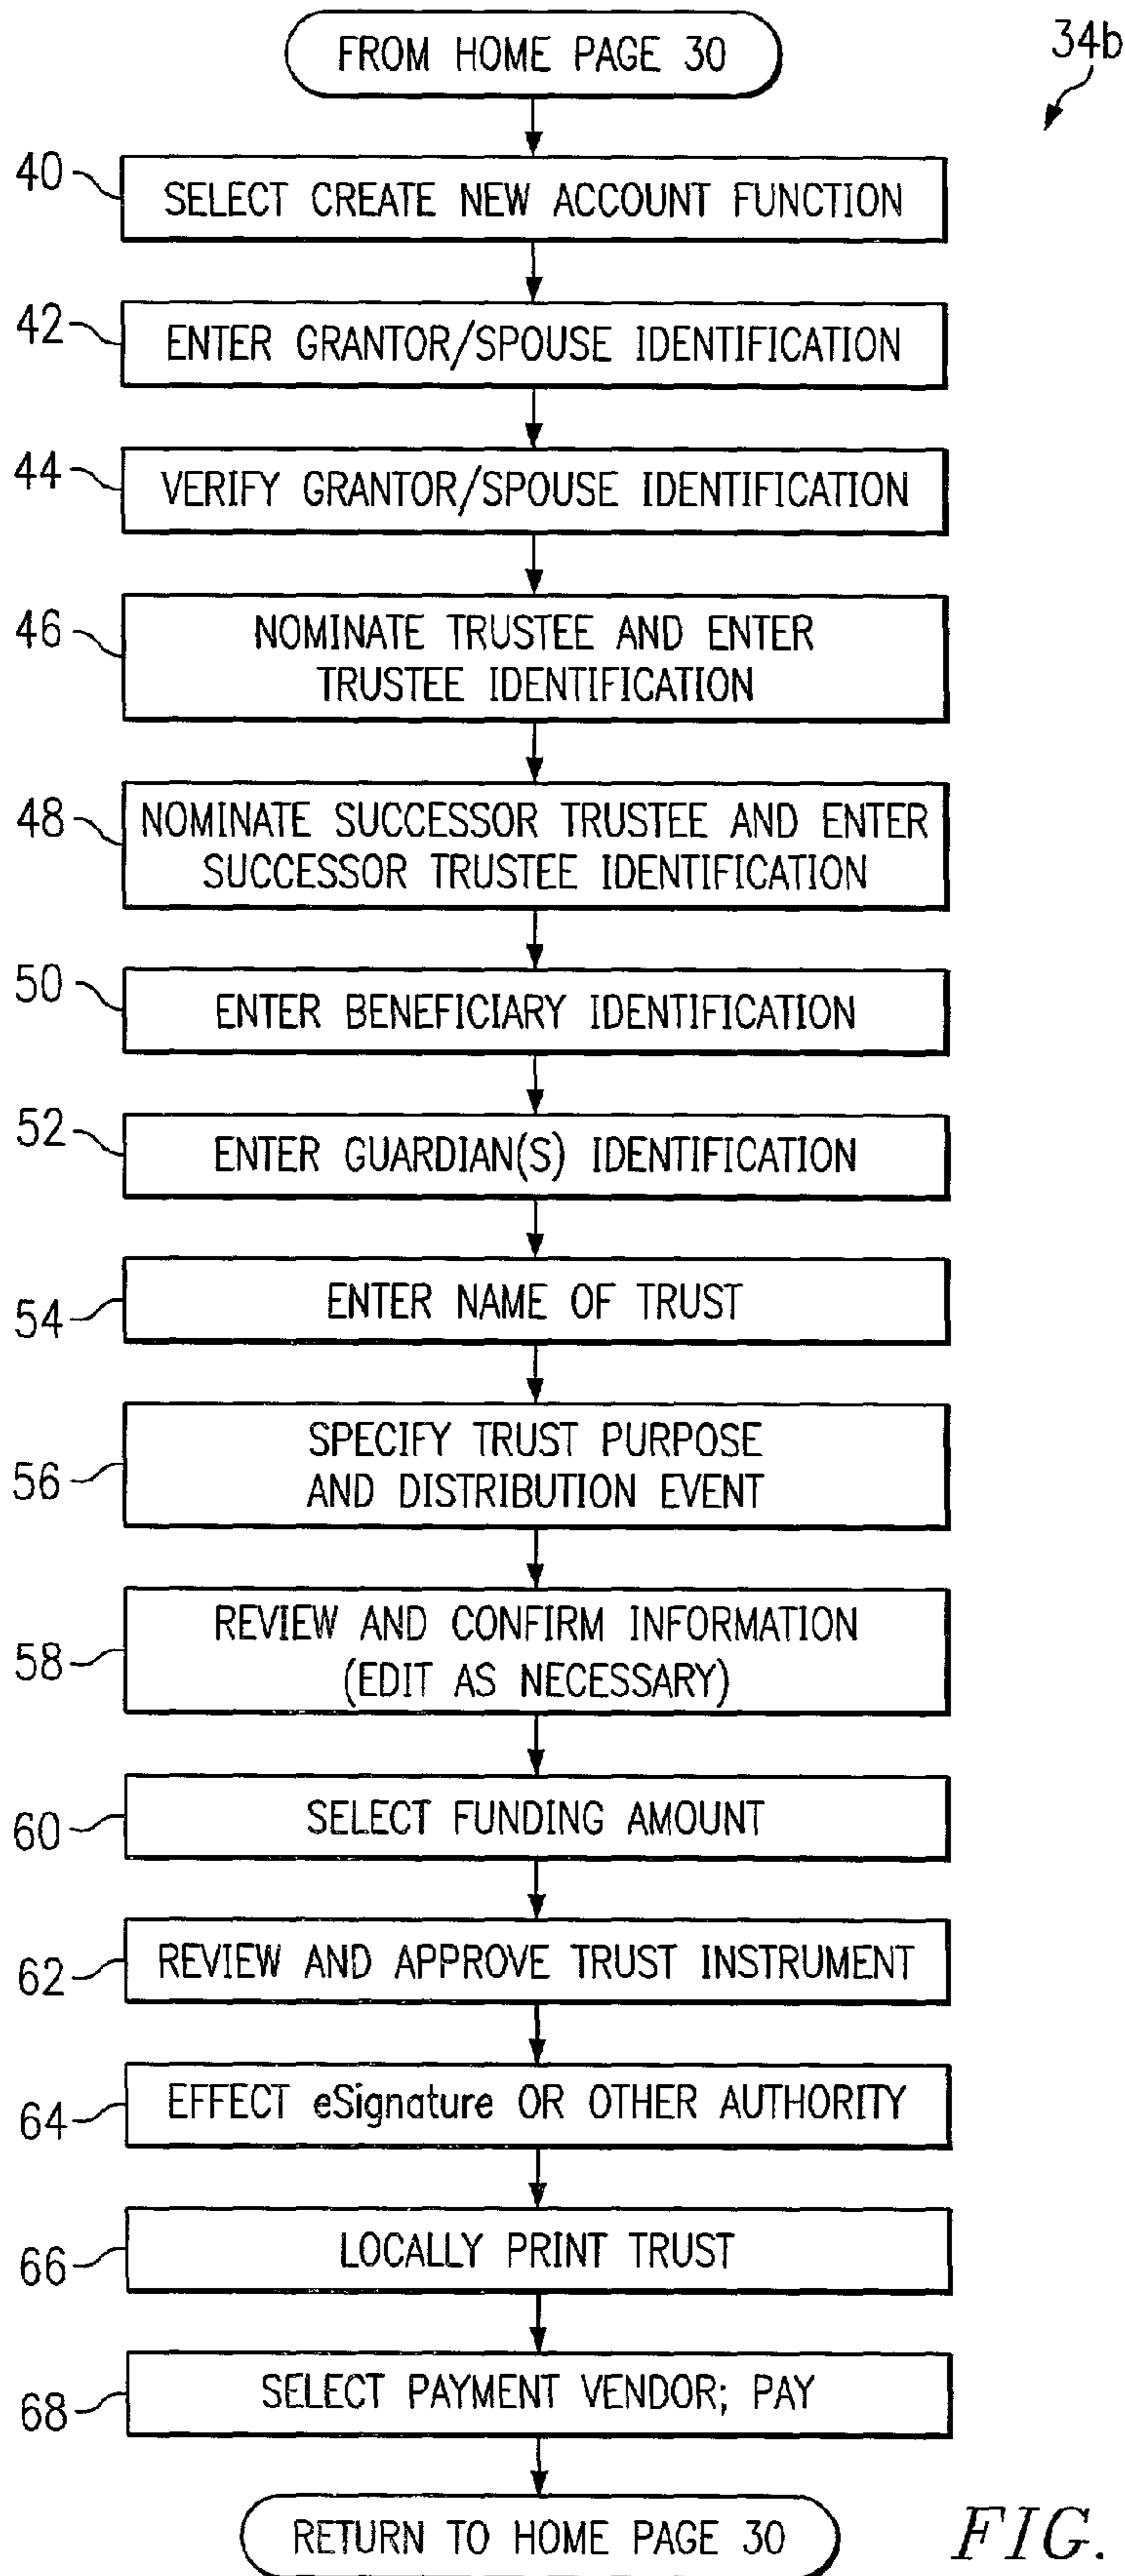 FROM HOME PAGE 30
34b
40
SELECT CREATE NEW ACCOUNT FUNCTION
42
ENTER GRANTOR/SPOUSE IDENTIFICATION
44
VERIFY GRANTOR/SPOUSE IDENTIFICATION
46
NOMINATE TRUSTEE AND ENTER
TRUSTEE IDENTIFICATION
48
NOMINATE SUCCESSOR TRUSTEE AND ENTER
SUCCESSOR TRUSTEE IDENTIFICATION
50
ENTER BENEFICIARY IDENTIFICATION
52
ENTER GUARDIAN(S) IDENTIFICATION
54
ENTER NAME OF TRUST
56
SPECIFY TRUST PURPOSE
AND DISTRIBUTION EVENT
58
REVIEW AND CONFIRM INFORMATION
(EDIT AS NECESSARY)
60
SELECT FUNDING AMOUNT
62
REVIEW AND APPROVE TRUST INSTRUMENT
64
EFFECT eSignature OR OTHER AUTHORITY
66
LOCALLY PRINT TRUST
68
SELECT PAYMENT VENDOR; PAY
RETURN TO HOME PAGE 30
FIG.